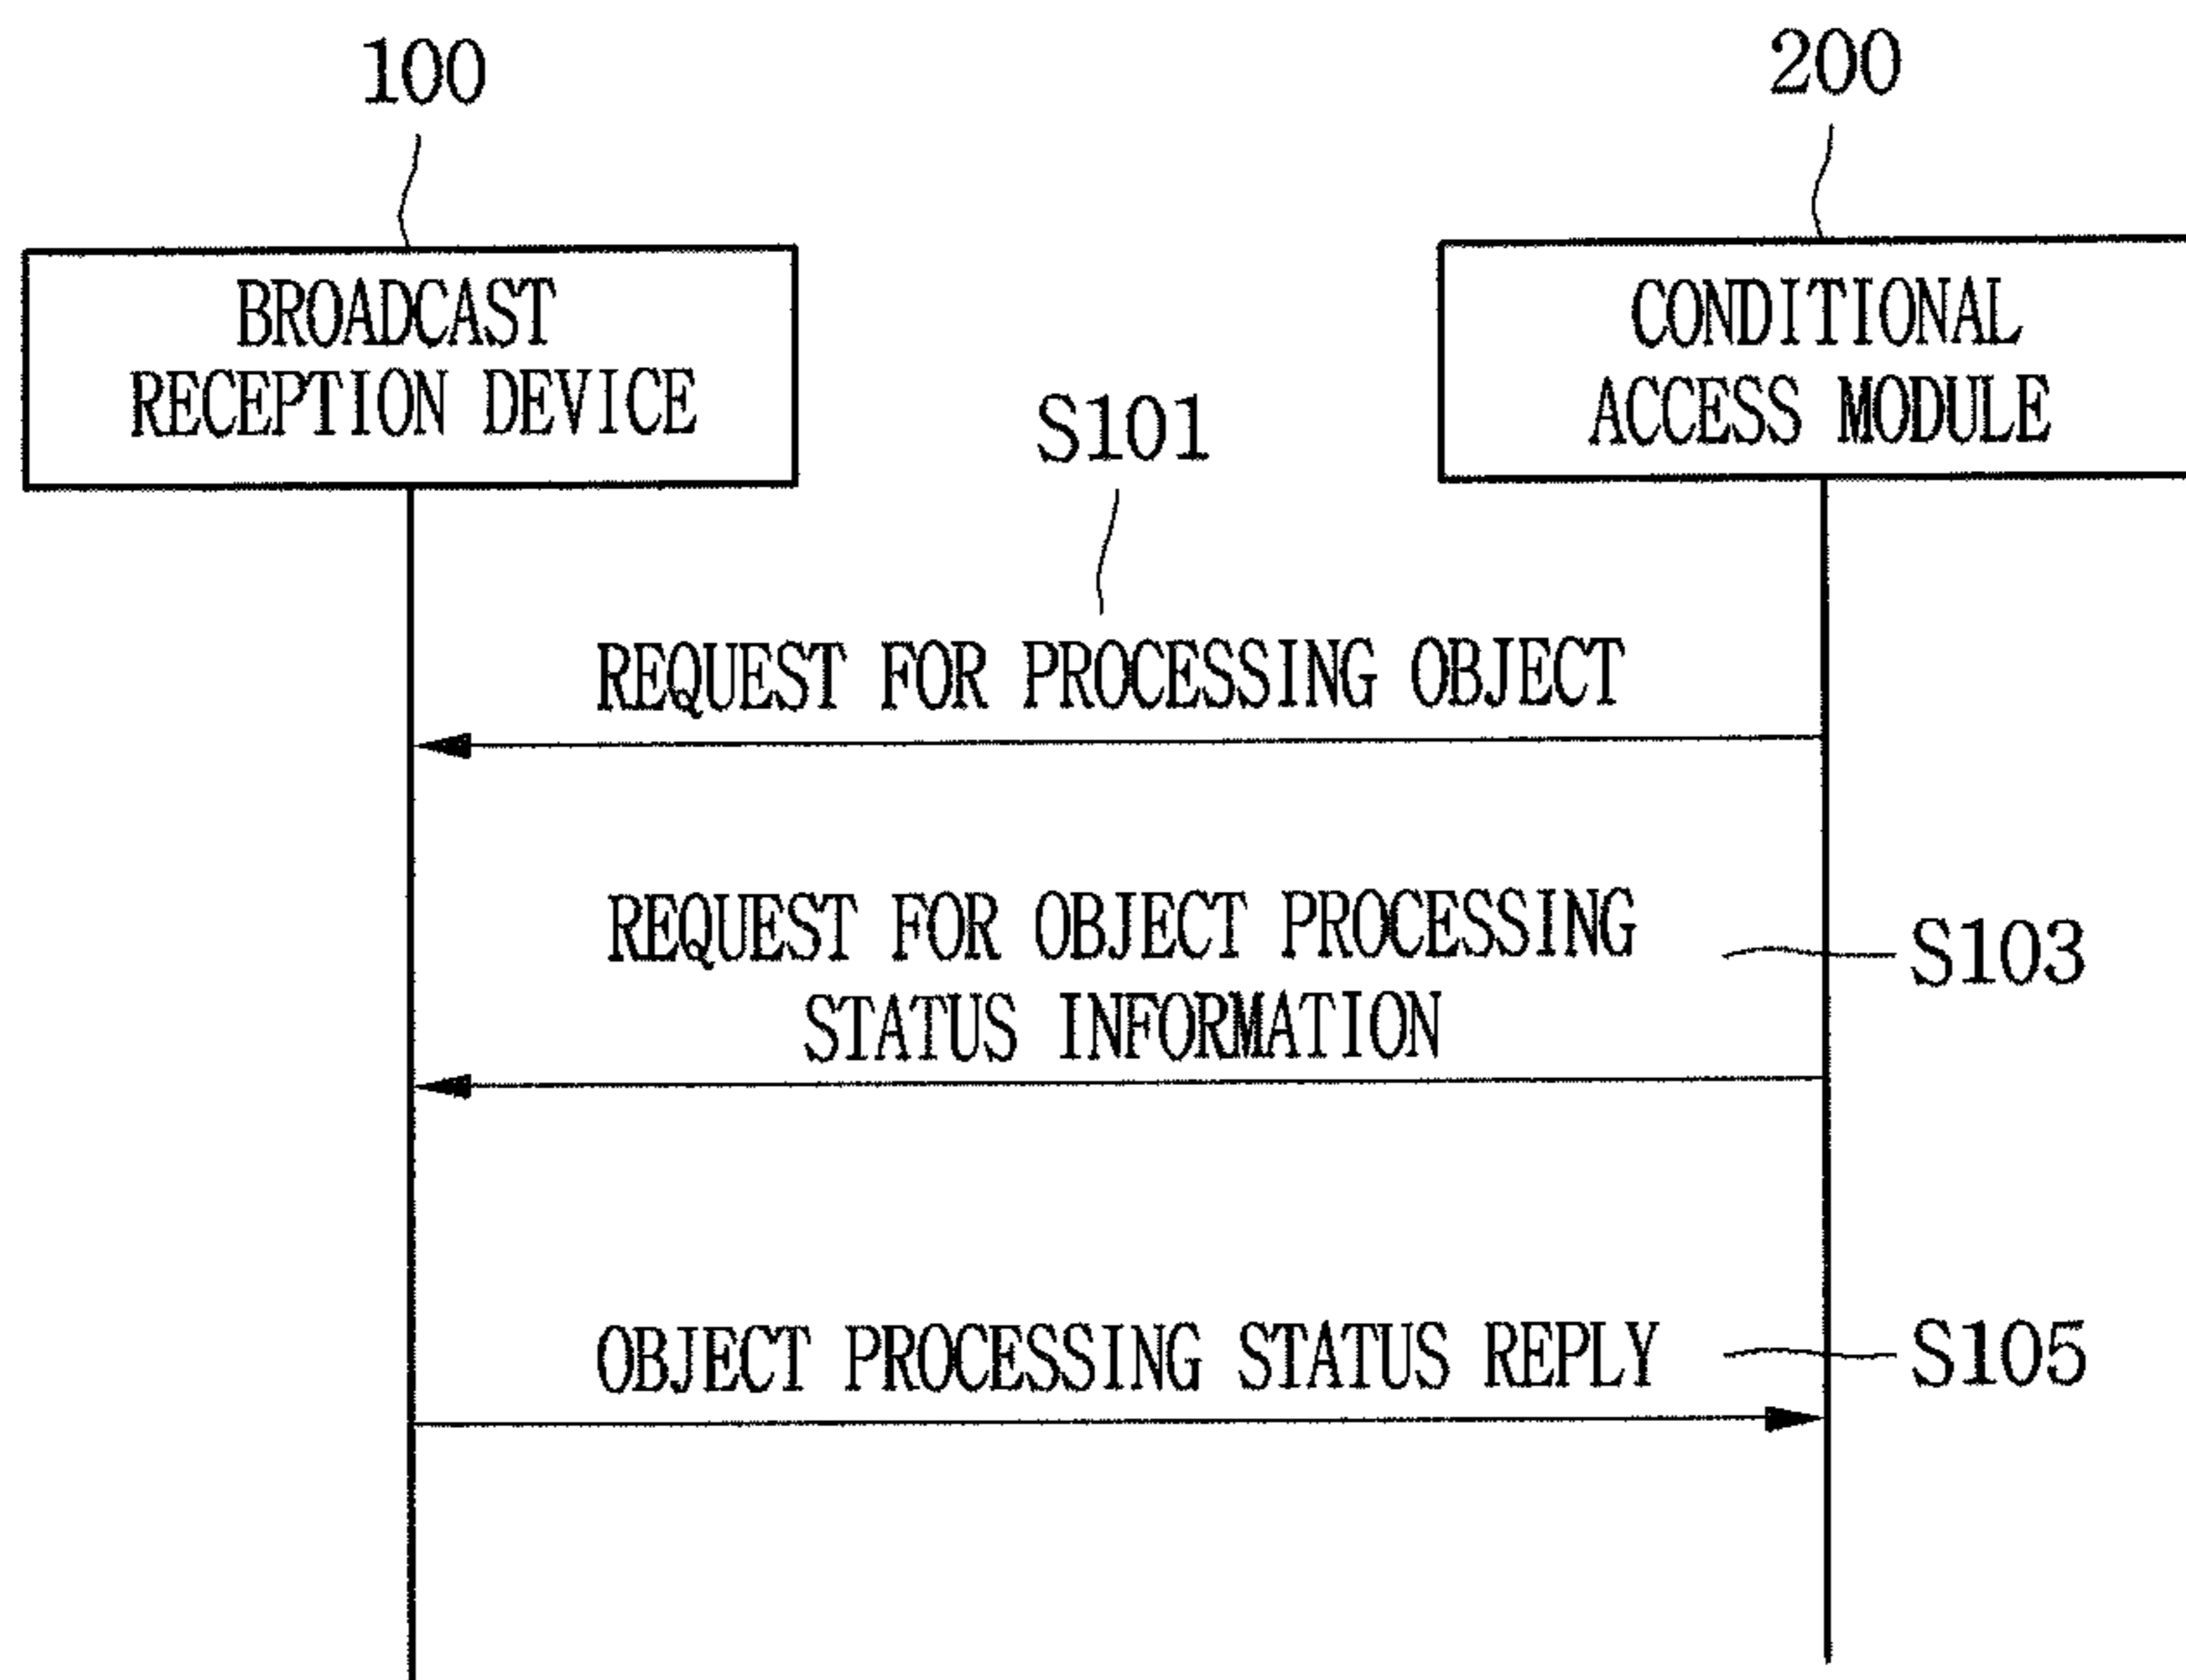 100
200
BROADCAST
RECEPTION DEVICE
CONDITIONAL
ACCESS MODULE
S101
REQUEST FOR PROCESSING OBJECT
REQUEST FOR OBJECT PROCESSING
STATUS INFORMATION
S103
OBJECT PROCESSING STATUS REPLY
S105